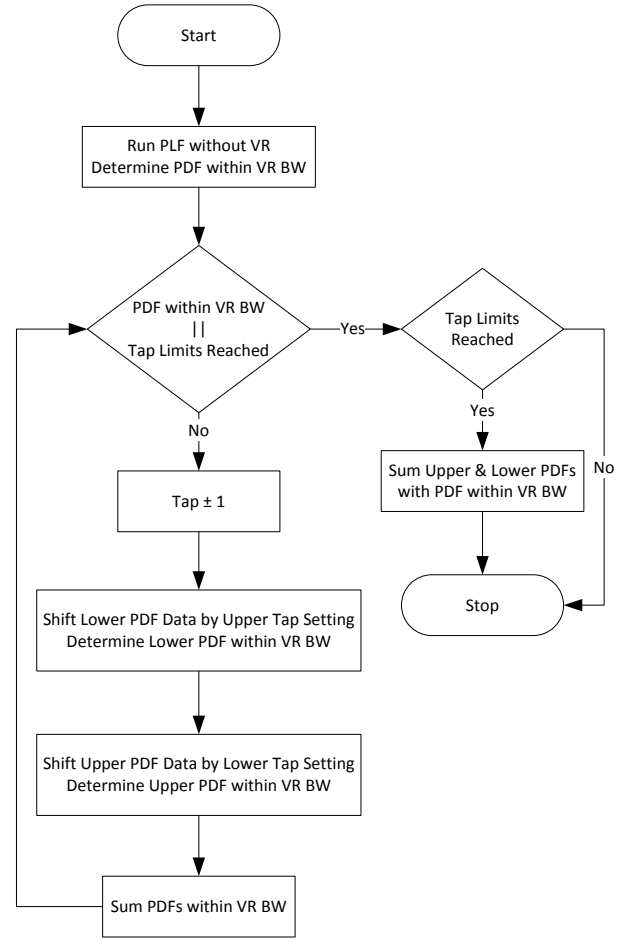 Start
Run PLF without VR
Determine PDF within VR BW
PDF within VR BW
||
Tap Limits Reached
Yes
Tap Limits
Reached
No
Yes
Tap ± 1
Sum Upper & Lower PDFs
with PDF within VR BW
No
Shift Lower PDF Data by Upper Tap Setting
Determine Lower PDF within VR BW
Stop
Shift Upper PDF Data by Lower Tap Setting
Determine Upper PDF within VR BW
Sum PDFs within VR BW